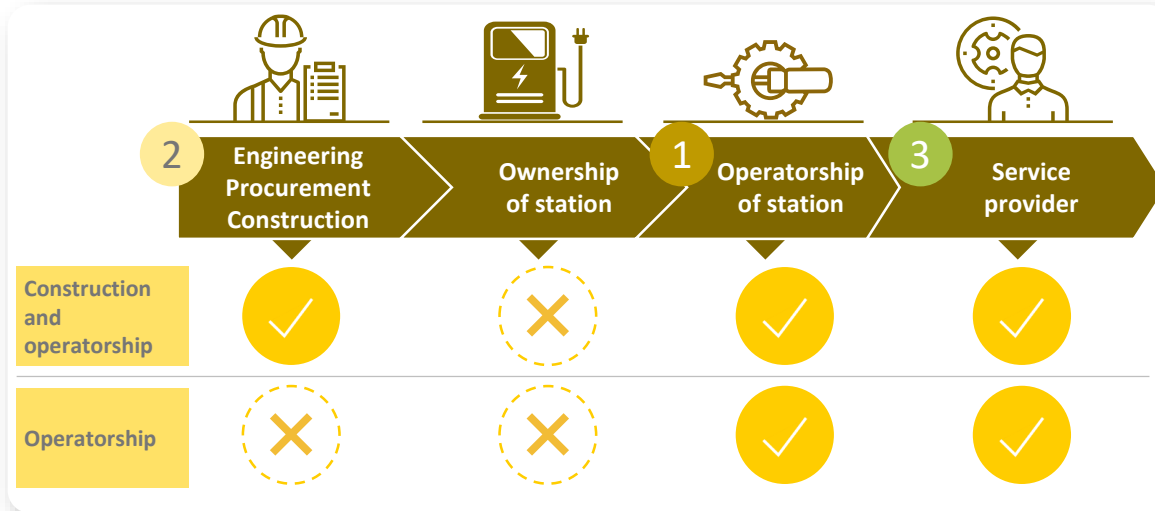 2
Engineering
Procurement
Construction
Ownership
of station
1
Operatorship
of station
3
Service
provider
Construction
and
operatorship
Operatorship